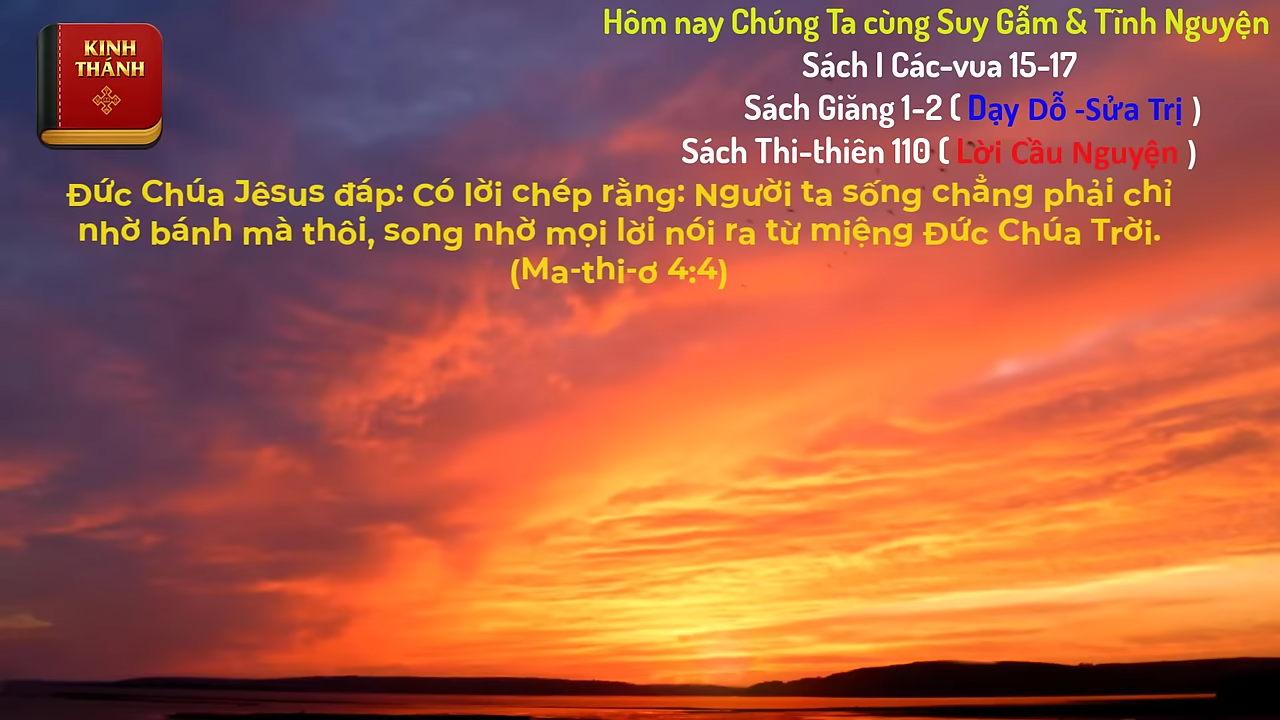 KINH
THÁNH
Hôm nay Chúng Ta cùng Suy Gẫm & Tĩnh Nguyện
Sách I Các-vua 15-17
Sách Giăng 1-2 ( Dạy Dỗ -Sửa Trị )
Sách Thi-thiên 110 ( Lời Cầu Nguyện )
Đức Chúa Jêsus đáp: Có lời chép rằng: Người ta sống chẳng phải chỉ
nhờ bánh mà thôi, song nhờ mọi lời nói ra từ miệng Đức Chúa Trời.
(Ma-thi-ơ 4:4)